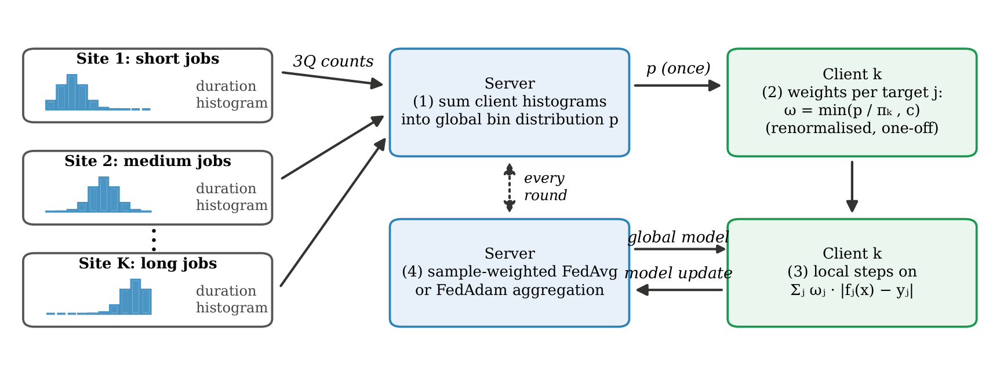 Site 1: short jobs
duration
histogram
3Q counts
Site 2: medium jobs
duration
histogram
Site K: long jobs
duration
histogram
Server
(1) sum client histograms
into global bin distribution p
p (once)
Client k
(2) weights per target j:
ω = min(p / πₖ , c)
(renormalised, one-off)
every
round
Server
(4) sample-weighted FedAvg
or FedAdam aggregation
global model
model update
Client k
(3) local steps on
Σⱼ ωⱼ · |fⱼ(x) − yⱼ|